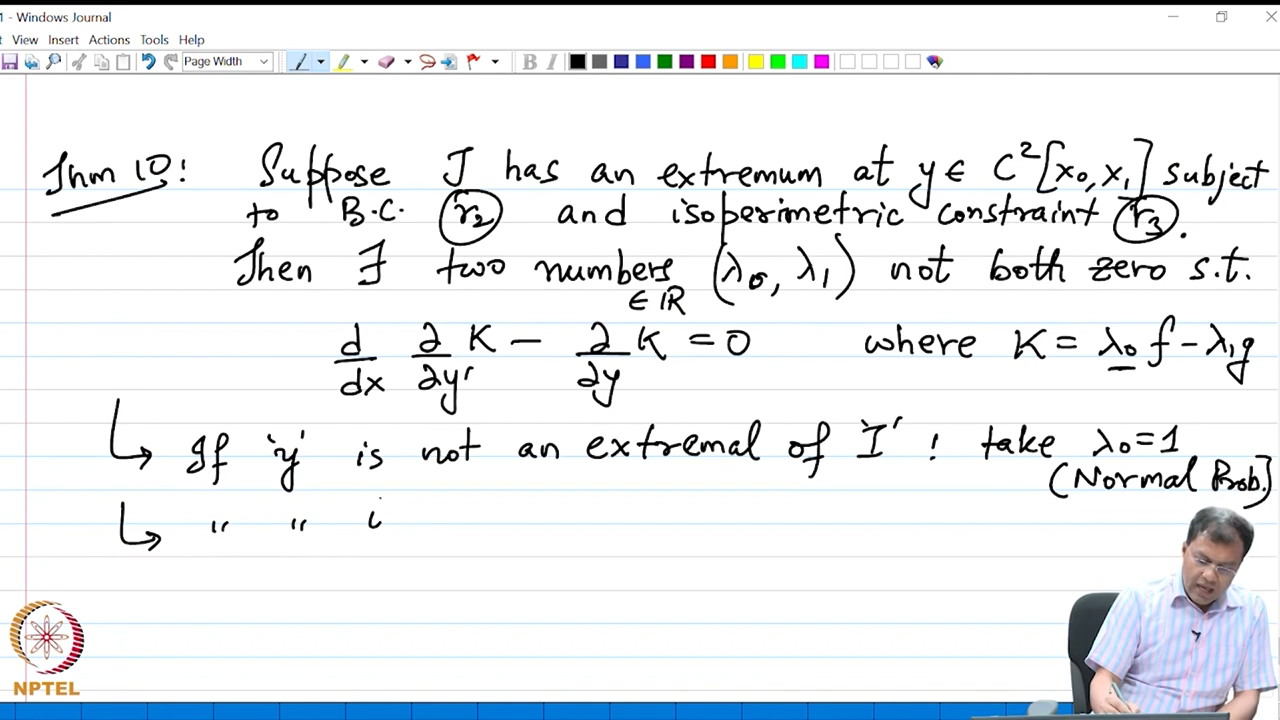 1 - Windows Journal
t View Insert Actions Tools Help
Page Width
B I
Thm 10: Suppose J has an extremum at y ∈ C²[x₀, x₁] subject
to B.C. (r₂) and isoperimetric constraint (r₃).
Then ∃ two numbers (λ₀, λ₁) not both zero s.t.
∈ ℝ
d/dx ∂/∂y' K - ∂/∂y K = 0 where K = λ₀ f - λ₁g
↳ If 'y' is not an extremal of 'I' ! take λ₀=1
(Normal Prob.)
↳ " " i
NPTEL